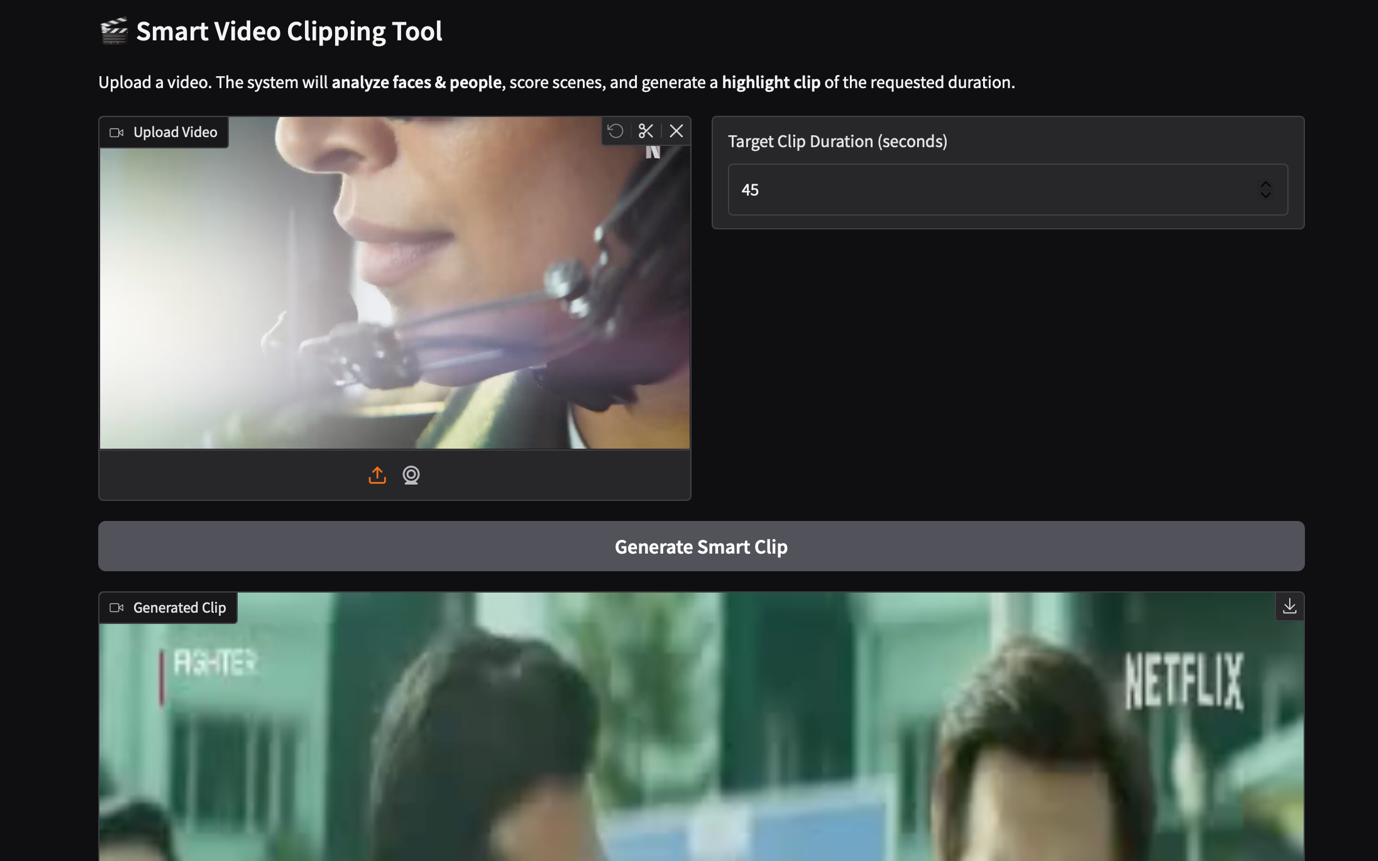 Smart Video Clipping Tool
Upload a video. The system will analyze faces & people, score scenes, and generate a highlight clip of the requested duration.
Upload Video
N
Target Clip Duration (seconds)
45
Generate Smart Clip
Generated Clip
FIGHTER
NETFLIX